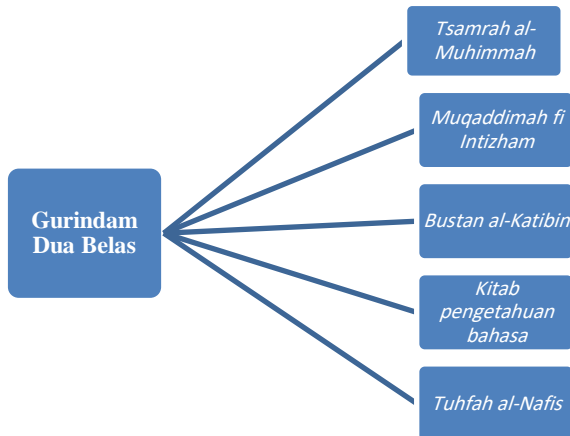 Tsamrah al-
Muhimmah
Muqaddimah fi
Intizham
Gurindam
Dua Belas
Bustan al-Katibin
Kitab
pengetahuan
bahasa
Tuhfah al-Nafis